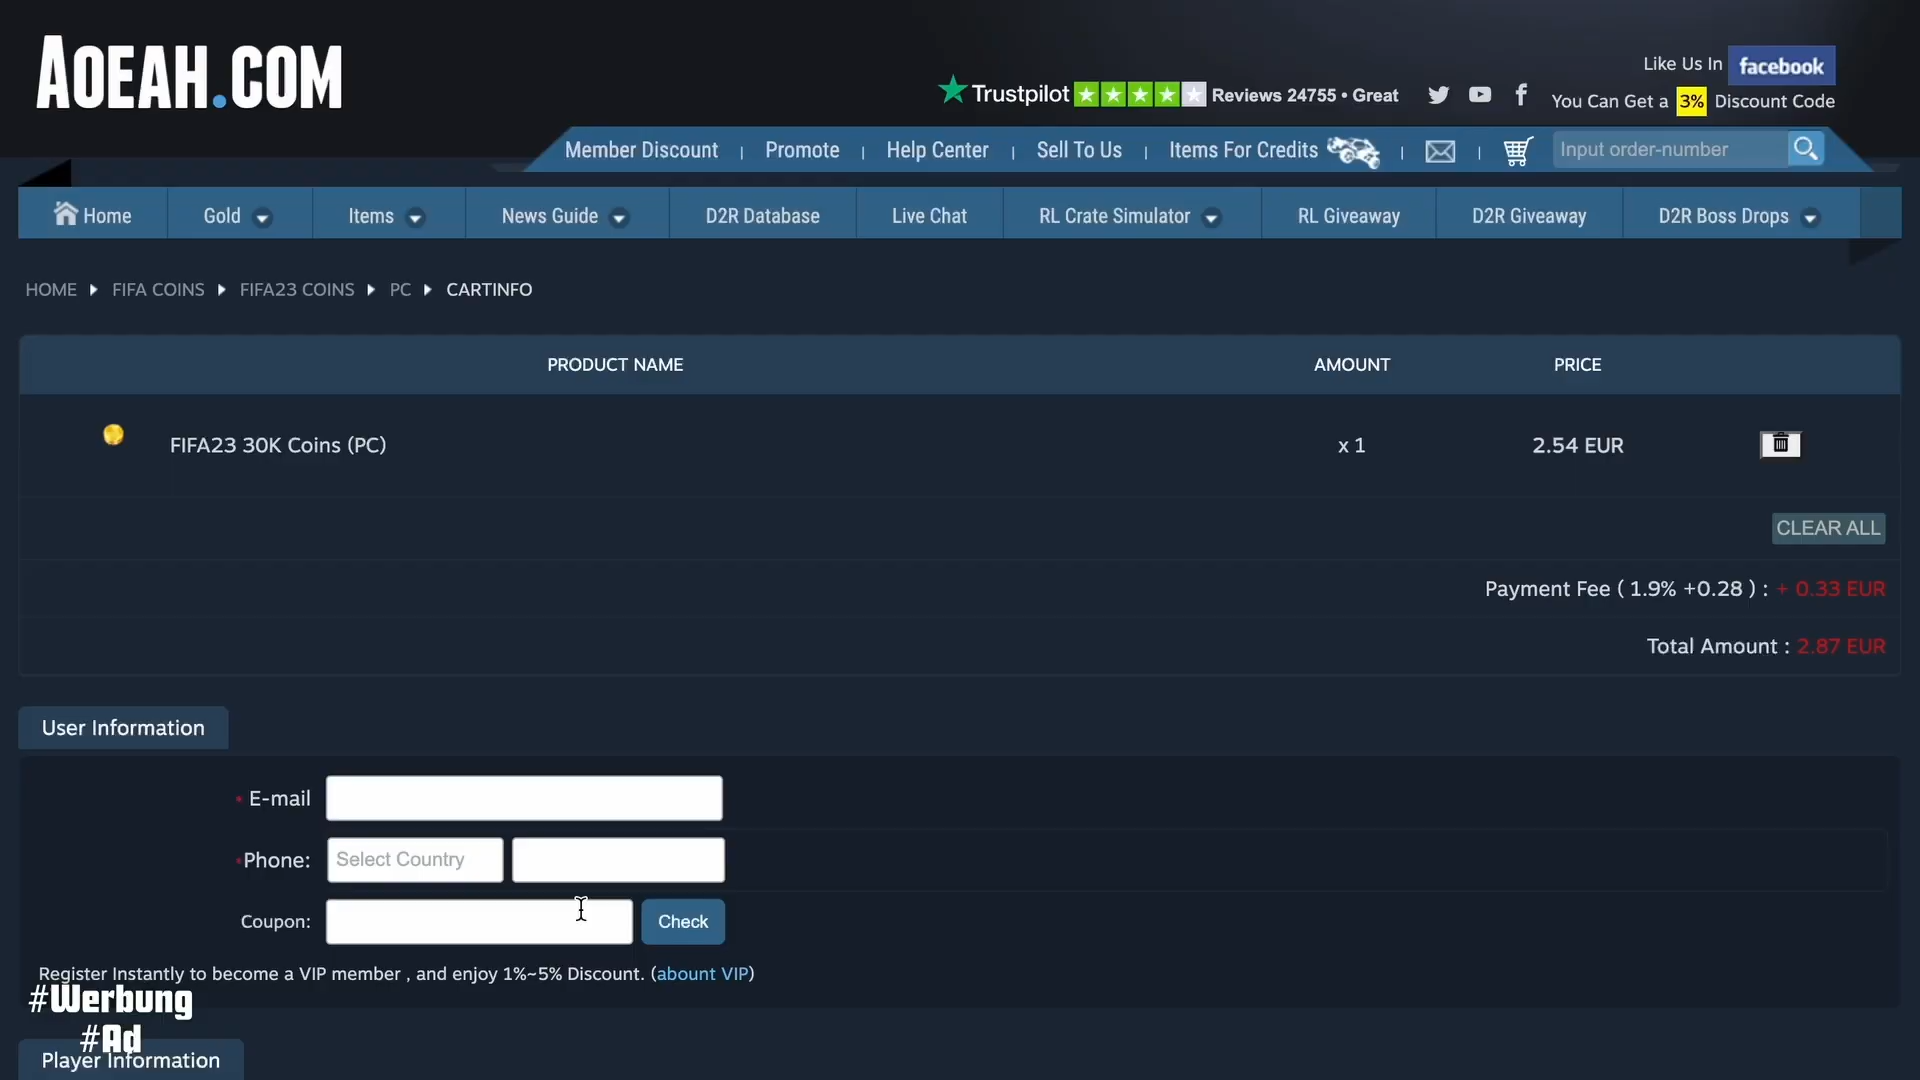 AOEAH.COM
Like Us In facebook
Trustpilot Reviews 24755 • Great
You Can Get a 3% Discount Code
Member Discount | Promote | Help Center | Sell To Us | Items For Credits | | Input order-number
Home Gold Items News Guide D2R Database Live Chat RL Crate Simulator RL Giveaway D2R Giveaway D2R Boss Drops
HOME FIFA COINS FIFA23 COINS PC CARTINFO
PRODUCT NAME AMOUNT PRICE
FIFA23 30K Coins (PC) x 1 2.54 EUR
CLEAR ALL
Payment Fee ( 1.9% +0.28 ) : + 0.33 EUR
Total Amount : 2.87 EUR
User Information
• E-mail
•Phone: Select Country
Coupon: Check
Register Instantly to become a VIP member , and enjoy 1%~5% Discount. (abount VIP)
#Werbung
#Ad
Player Information